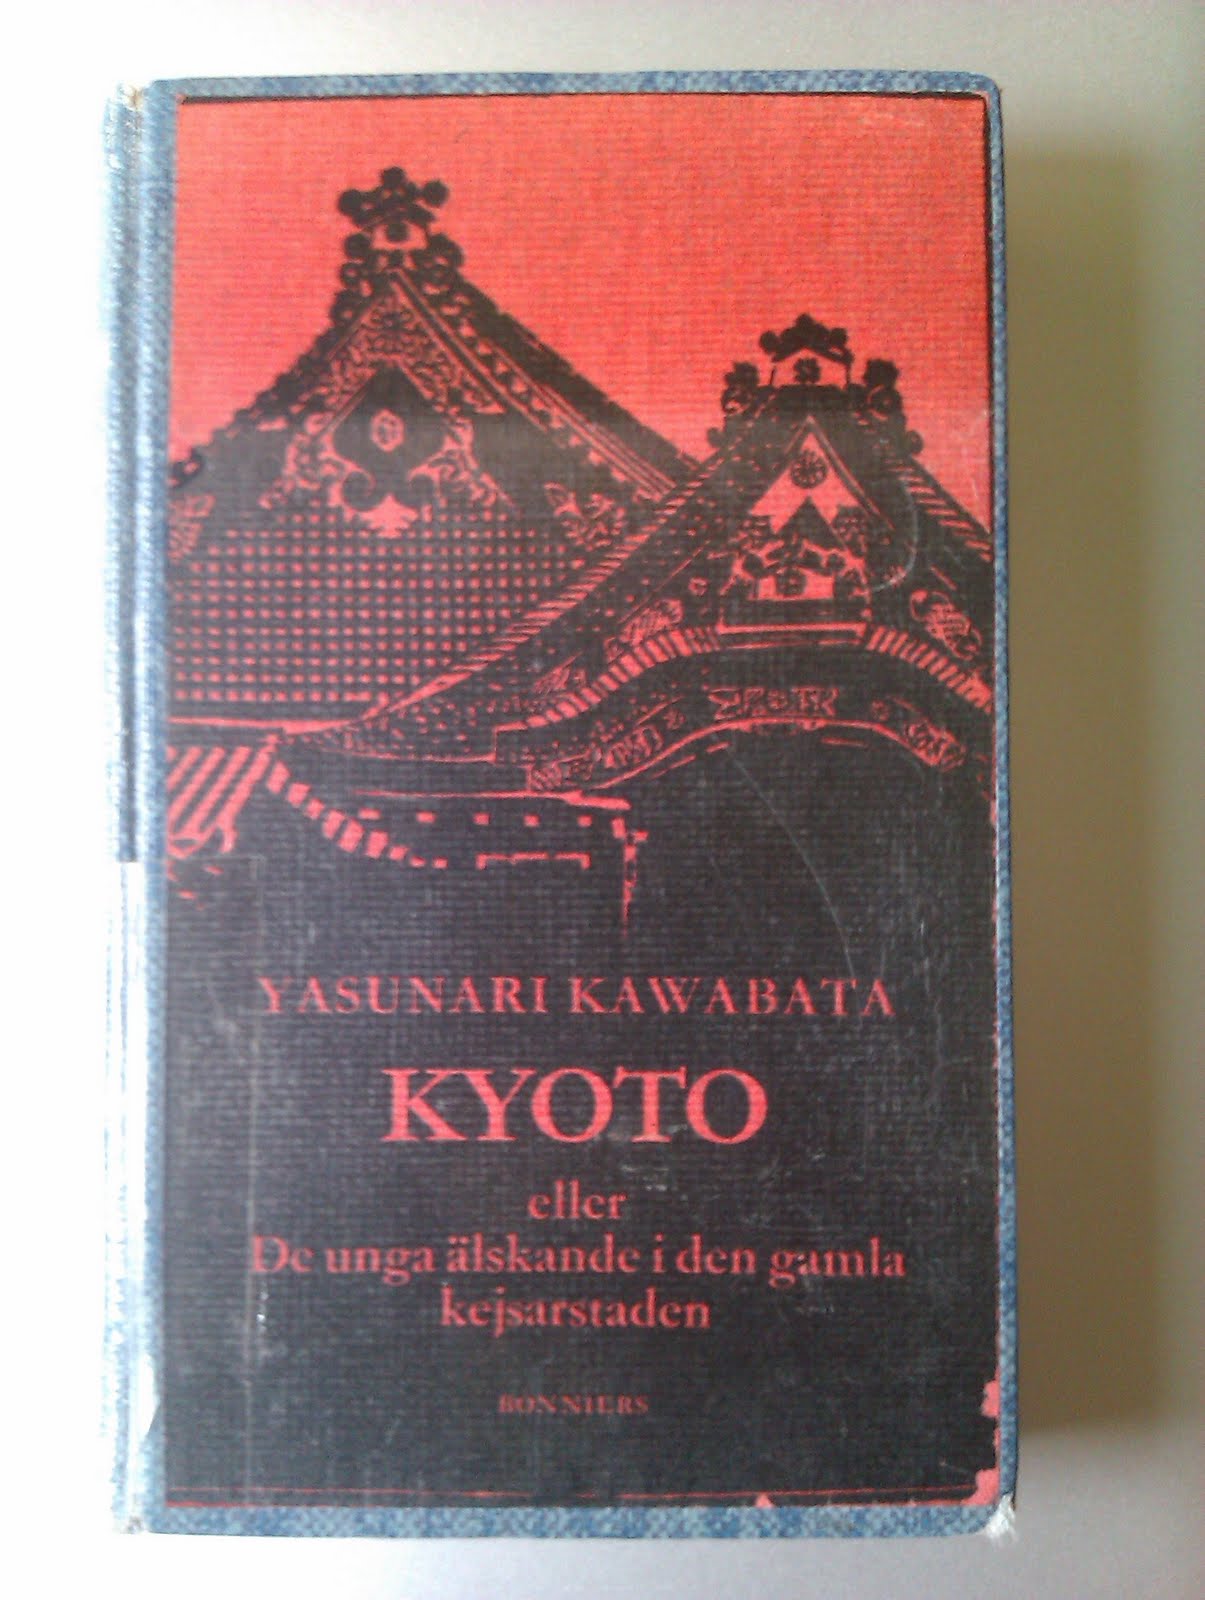 YASUNARI KAWABATA
KYOTO
eller
De unga älskande i den gamla
kejsarstaden
BONNIERS